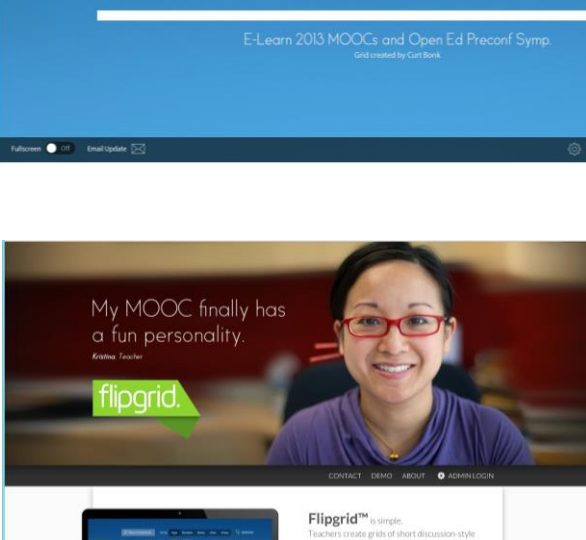 E-Learn 2013 MOOCs and Open Ed Preconf Symp.
Grid created by Curt Bonk
Fullscreen Off Email Update
My MOOC finally has
a fun personality.
Kristina. Teacher
flipgrid.
CONTACT DEMO ABOUT ADMIN LOGIN
Flipgrid™ is simple.
Teachers create grids of short discussion-style